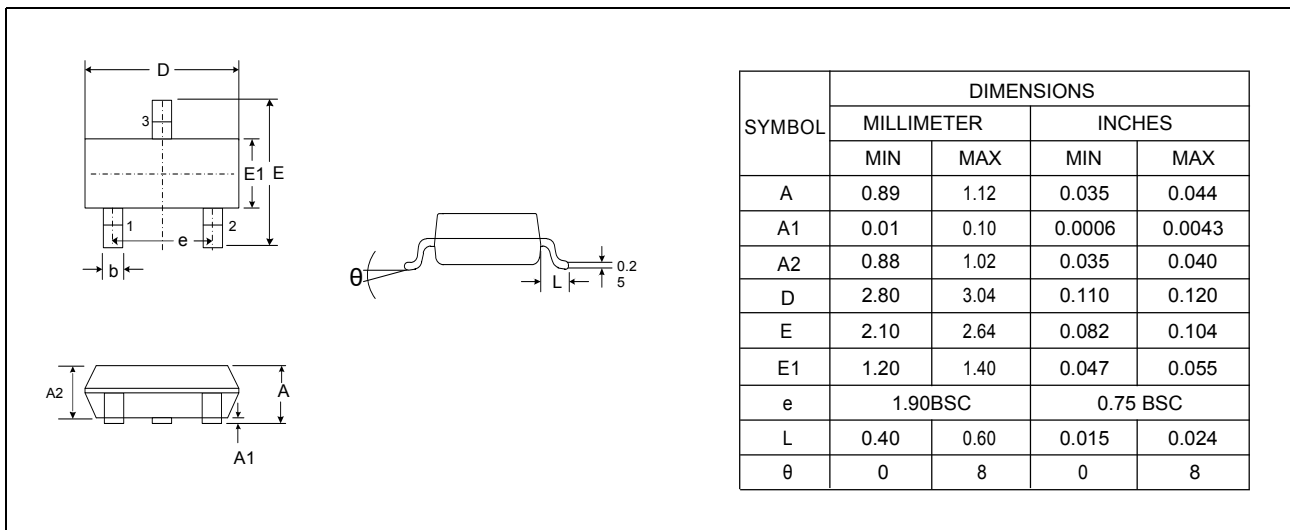 D
3
E1
E
1
2
e
b
θ
L
0.2
5
A2
A
A1
DIMENSIONS
SYMBOL MILLIMETER INCHES
MIN MAX MIN MAX
A 0.89 1.12 0.035 0.044
A1 0.01 0.10 0.0006 0.0043
A2 0.88 1.02 0.035 0.040
D 2.80 3.04 0.110 0.120
E 2.10 2.64 0.082 0.104
E1 1.20 1.40 0.047 0.055
e 1.90BSC 0.75 BSC
L 0.40 0.60 0.015 0.024
θ 0 8 0 8